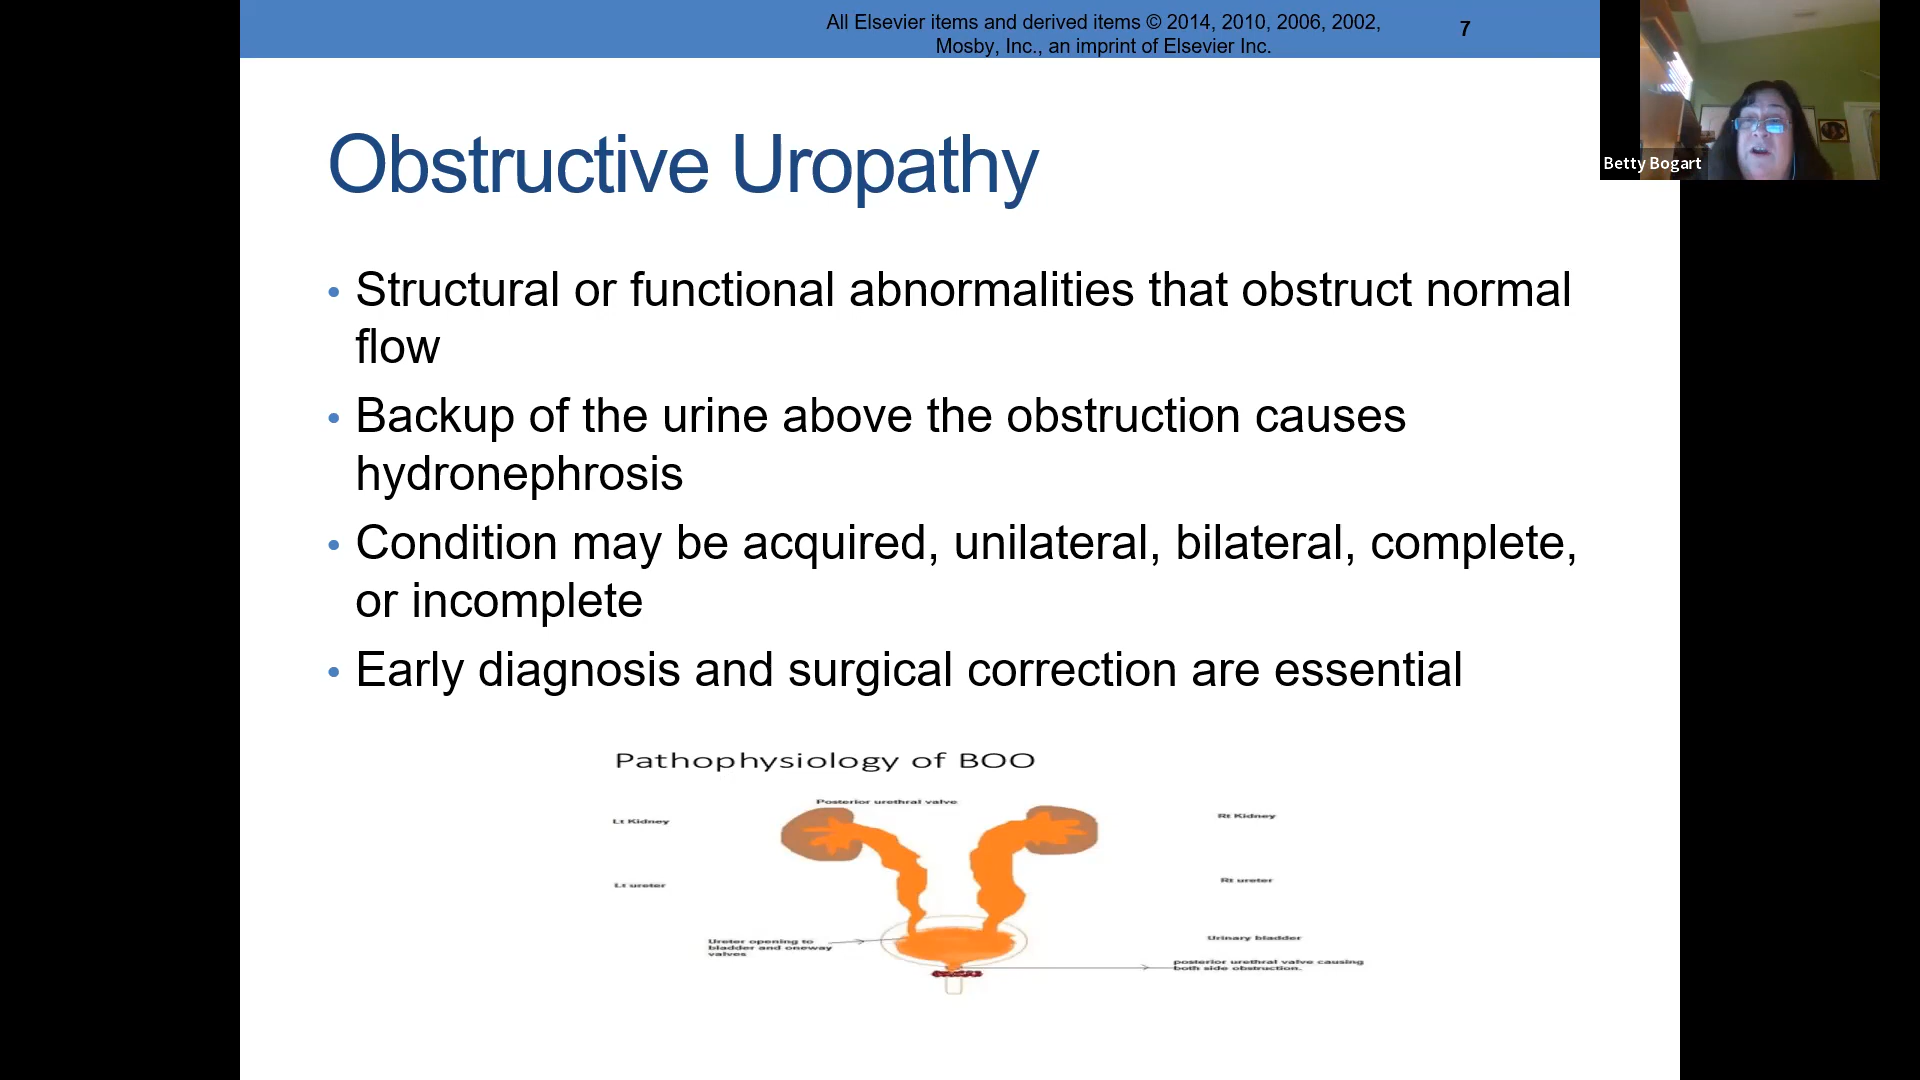 All Elsevier items and derived items © 2014, 2010, 2006, 2002,
Mosby, Inc., an imprint of Elsevier Inc.
7
Betty Bogart
Obstructive Uropathy
• Structural or functional abnormalities that obstruct normal
flow
• Backup of the urine above the obstruction causes
hydronephrosis
• Condition may be acquired, unilateral, bilateral, complete,
or incomplete
• Early diagnosis and surgical correction are essential
Pathophysiology of BOO
Posterior urethral valve
Lt Kidney
Rt Kidney
Lt ureter
Rt ureter
Ureter opening to
bladder and oneway
valves
Urinary bladder
posterior urethral valve causing
both side obstruction.